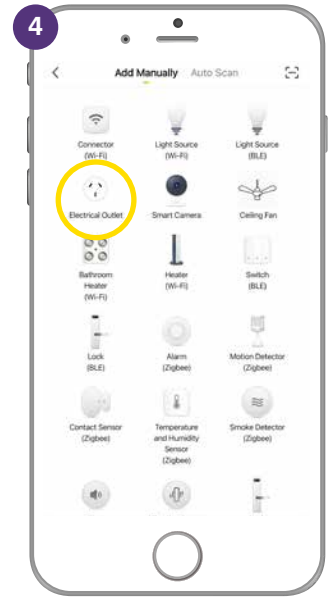 4
Add Manually Auto Scan
Connector Light Source Light Source
(Wi-Fi) (Wi-Fi) (BLE)
Electrical Outlet Smart Camera Ceiling Fan
Bathroom Heater Switch
Heater (Wi-Fi) (BLE)
(Wi-Fi)
Lock Alarm Motion Detector
(BLE) (Zigbee) (Zigbee)
Contact Sensor Temperature Smoke Detector
(Zigbee) and Humidity (Zigbee)
Sensor
(Zigbee)